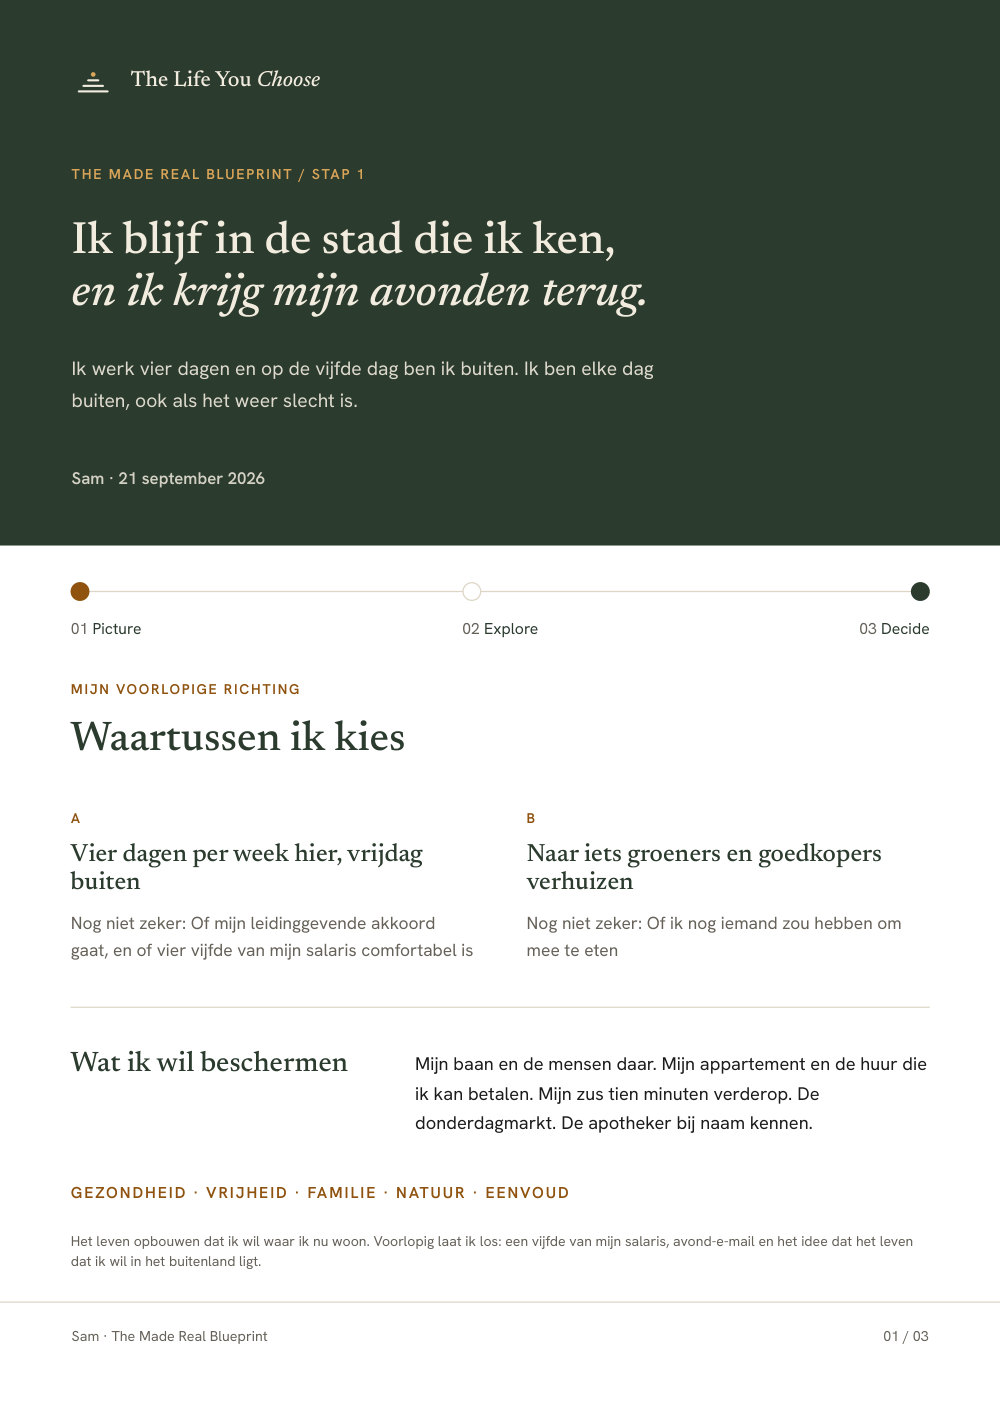 The Life You Choose
THE MADE REAL BLUEPRINT / STAP 1
Ik blijf in de stad die ik ken,
en ik krijg mijn avonden terug.
Ik werk vier dagen en op de vijfde dag ben ik buiten. Ik ben elke dag
buiten, ook als het weer slecht is.
Sam · 21 september 2026
01 Picture
02 Explore
03 Decide
MIJN VOORLOPIGE RICHTING
Waartussen ik kies
A
Vier dagen per week hier, vrijdag
buiten
Nog niet zeker: Of mijn leidinggevende akkoord
gaat, en of vier vijfde van mijn salaris comfortabel is
B
Naar iets groeners en goedkopers
verhuizen
Nog niet zeker: Of ik nog iemand zou hebben om
mee te eten
Wat ik wil beschermen
Mijn baan en de mensen daar. Mijn appartement en de huur die
ik kan betalen. Mijn zus tien minuten verderop. De
donderdagmarkt. De apotheker bij naam kennen.
GEZONDHEID · VRIJHEID · FAMILIE · NATUUR · EENVOUD
Het leven opbouwen dat ik wil waar ik nu woon. Voorlopig laat ik los: een vijfde van mijn salaris, avond-e-mail en het idee dat het leven
dat ik wil in het buitenland ligt.
Sam · The Made Real Blueprint
01 / 03